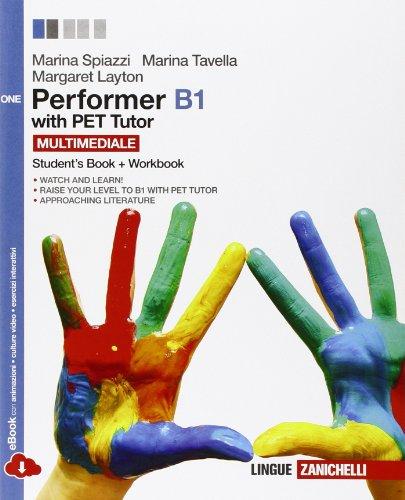 Marina Spiazzi   Marina Tavella
Margaret Layton
ONE
Performer B1
with PET Tutor
MULTIMEDIALE
Student's Book + Workbook
• WATCH AND LEARN!
• RAISE YOUR LEVEL TO B1 WITH PET TUTOR
• APPROACHING LITERATURE
eBook con animazioni • culture video • esercizi interattivi
LINGUE ZANICHELLI